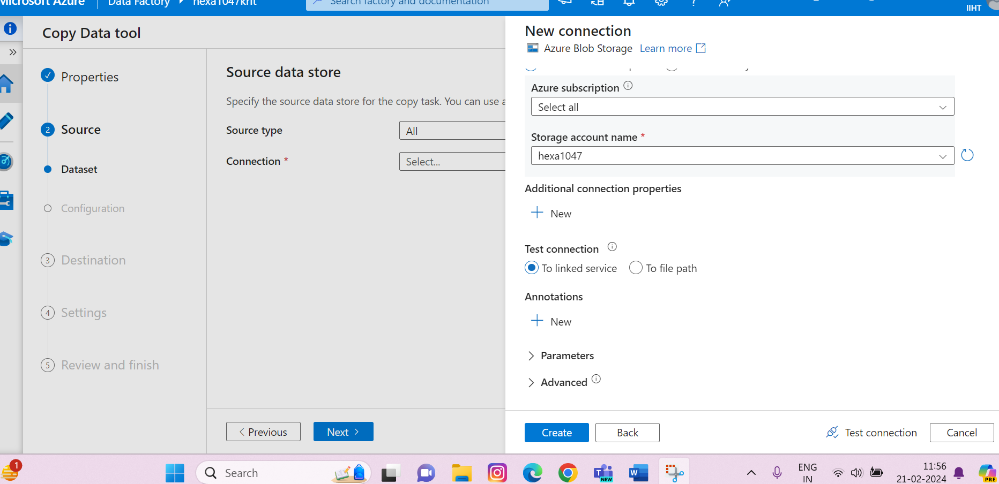 Microsoft Azure
Data Factory
hexa1047krit
Search factory and documentation
IIHT
Copy Data tool
Properties
2 Source
Dataset
Configuration
3 Destination
4 Settings
5 Review and finish
Source data store
Specify the source data store for the copy task. You can use a
Source type
All
Connection *
Select...
Previous
Next
New connection
Azure Blob Storage Learn more
Azure subscription
Select all
Storage account name *
hexa1047
Additional connection properties
New
Test connection
To linked service To file path
Annotations
New
Parameters
Advanced
Create
Back
Test connection
Cancel
1
Search
NEW
W
ENG
IN
11:56
21-02-2024
PRE